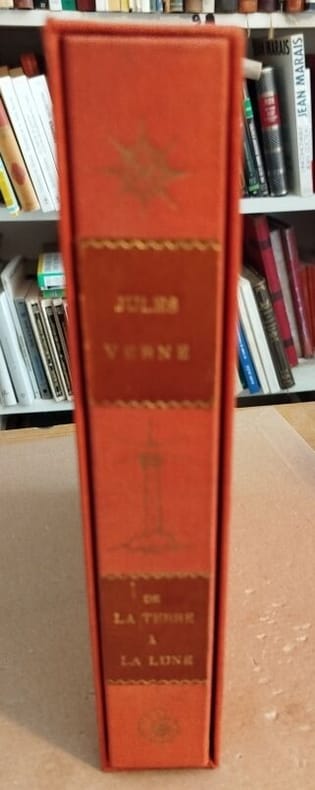 JULES
VERNE
DE
LA TERRE
À
LA LUNE
JEAN MARAIS